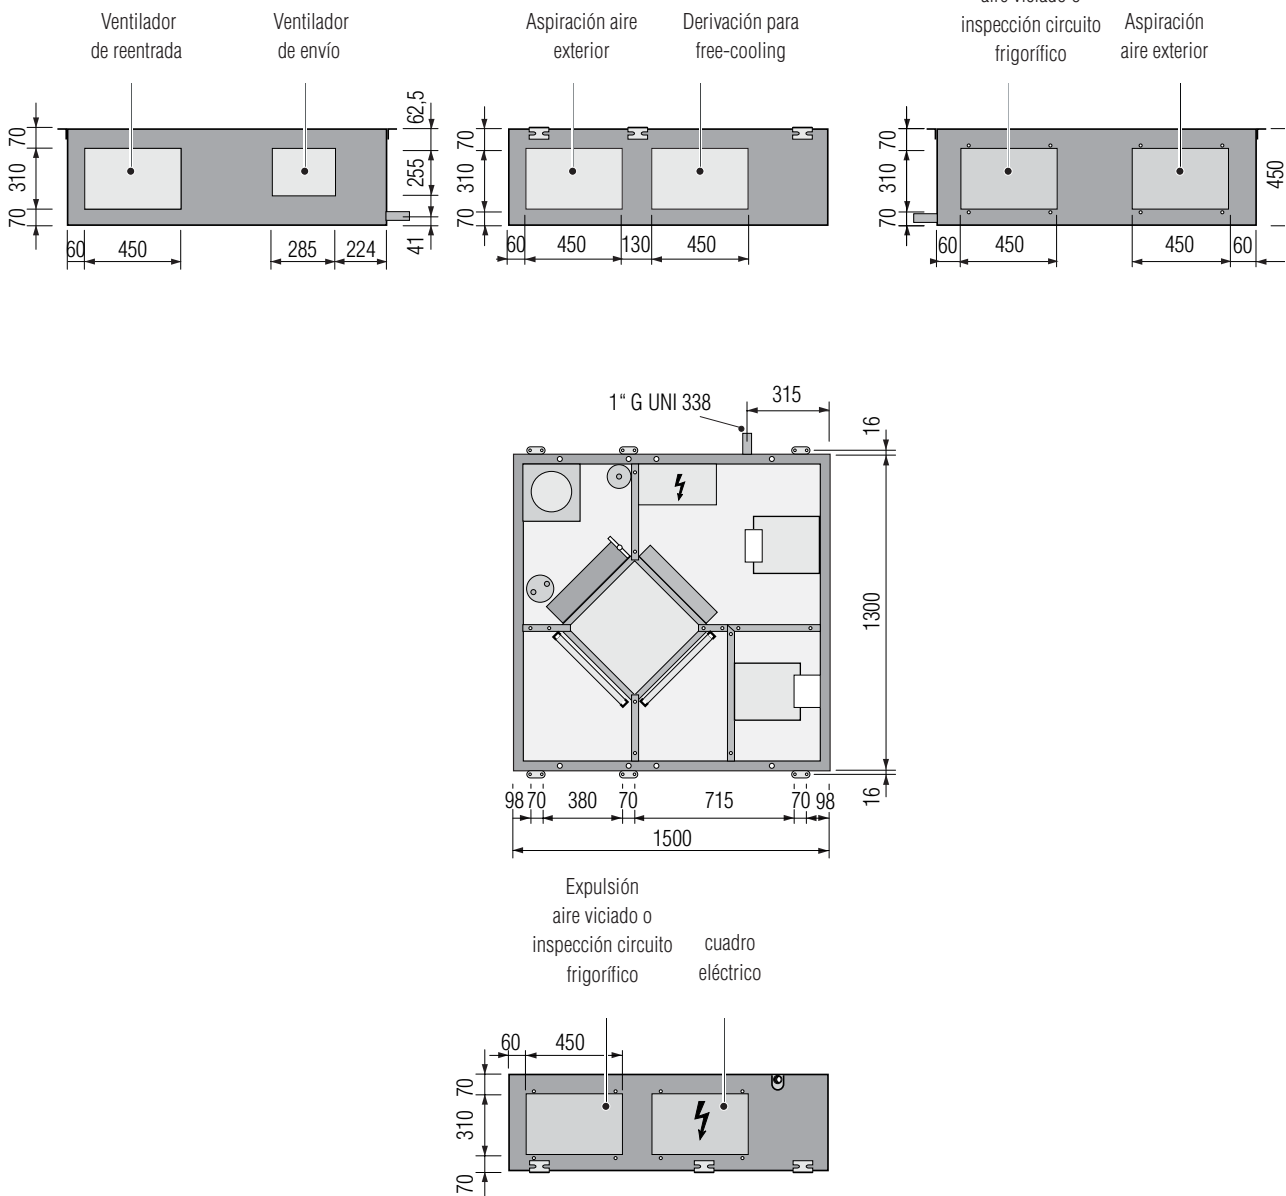 Ventilador
de reentrada
Ventilador
de envío
Aspiración aire
exterior
Derivación para
free-cooling
aire viciado o
inspección circuito
frigorífico
Aspiración
aire exterior
70
310
70
60
450
285
224
62,5
255
41
70
310
70
60
450
130
450
70
310
70
60
450
450
60
450
1“ G UNI 338
315
16
1300
16
98
70
380
70
715
70
98
1500
Expulsión
aire viciado o
inspección circuito
frigorífico
cuadro
eléctrico
60
450
70
310
70